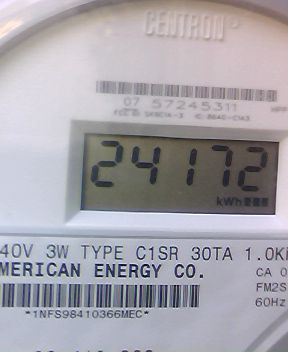 CENTRON®
07 57245311
24172
kWh
40V 3W TYPE C1SR 30TA 1.0K
MERICAN ENERGY CO.
CA 0
FM2S
60Hz
*1NFS98410366MEC*